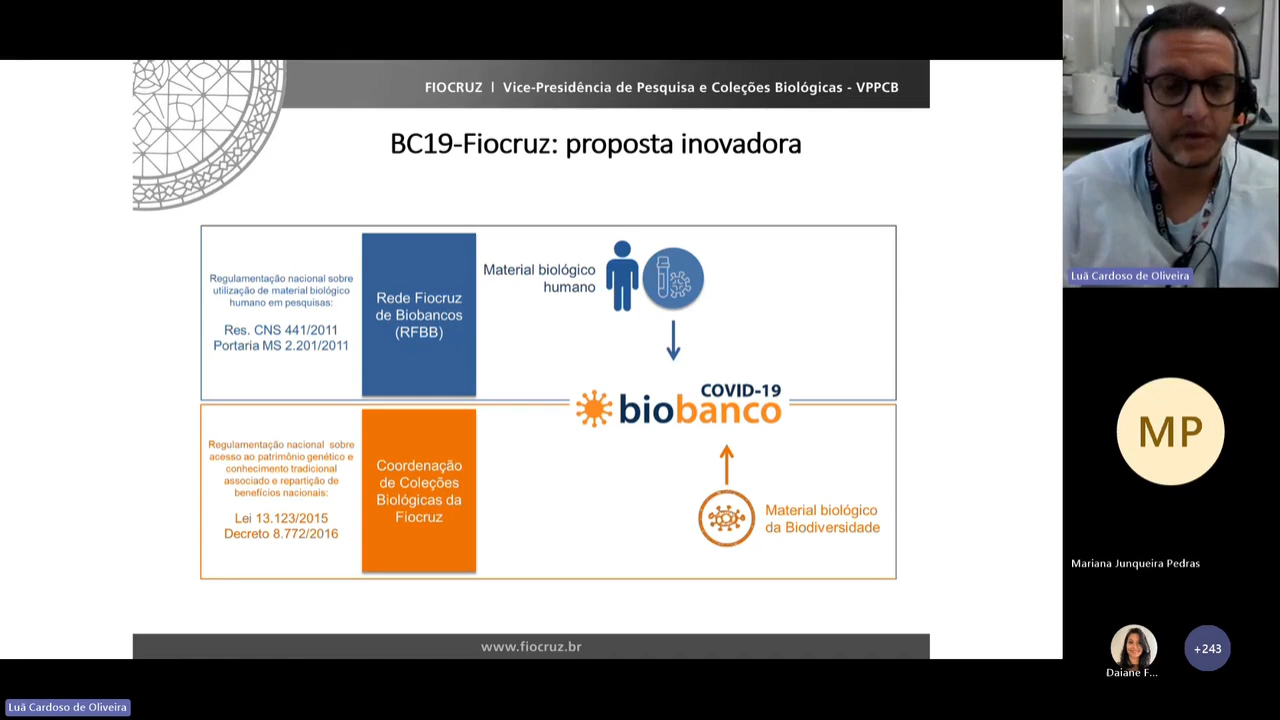 FIOCRUZ | Vice-Presidência de Pesquisa e Coleções Biológicas - VPPCB
BC19-Fiocruz: proposta inovadora
Regulamentação nacional sobre
utilização de material biológico
humano em pesquisas:
Res. CNS 441/2011
Portaria MS 2.201/2011
Rede Fiocruz
de Biobancos
(RFBB)
Material biológico
humano
COVID-19
biobanco
Regulamentação nacional sobre
acesso ao patrimônio genético e
conhecimento tradicional
associado e repartição de
benefícios nacionais:
Lei 13.123/2015
Decreto 8.772/2016
Coordenação
de Coleções
Biológicas da
Fiocruz
Material biológico
da Biodiversidade
www.fiocruz.br
Luã Cardoso de Oliveira
MP
Mariana Junqueira Pedras
Daiane F...
+243
Luã Cardoso de Oliveira